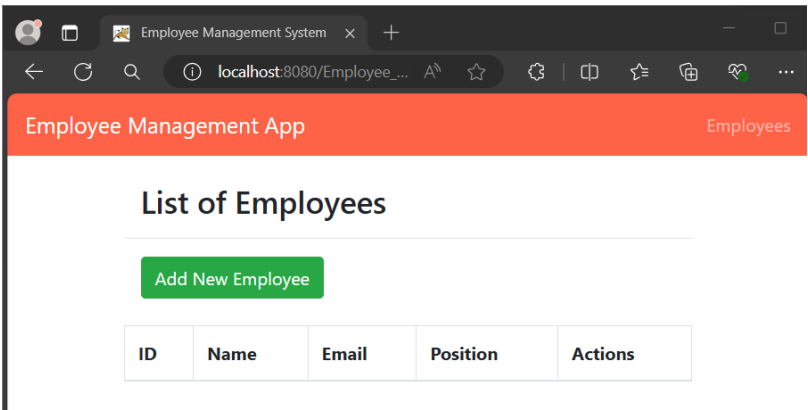 Employee Management System
localhost:8080/Employee_...
Employee Management App
Employees
List of Employees
Add New Employee
ID Name Email Position Actions